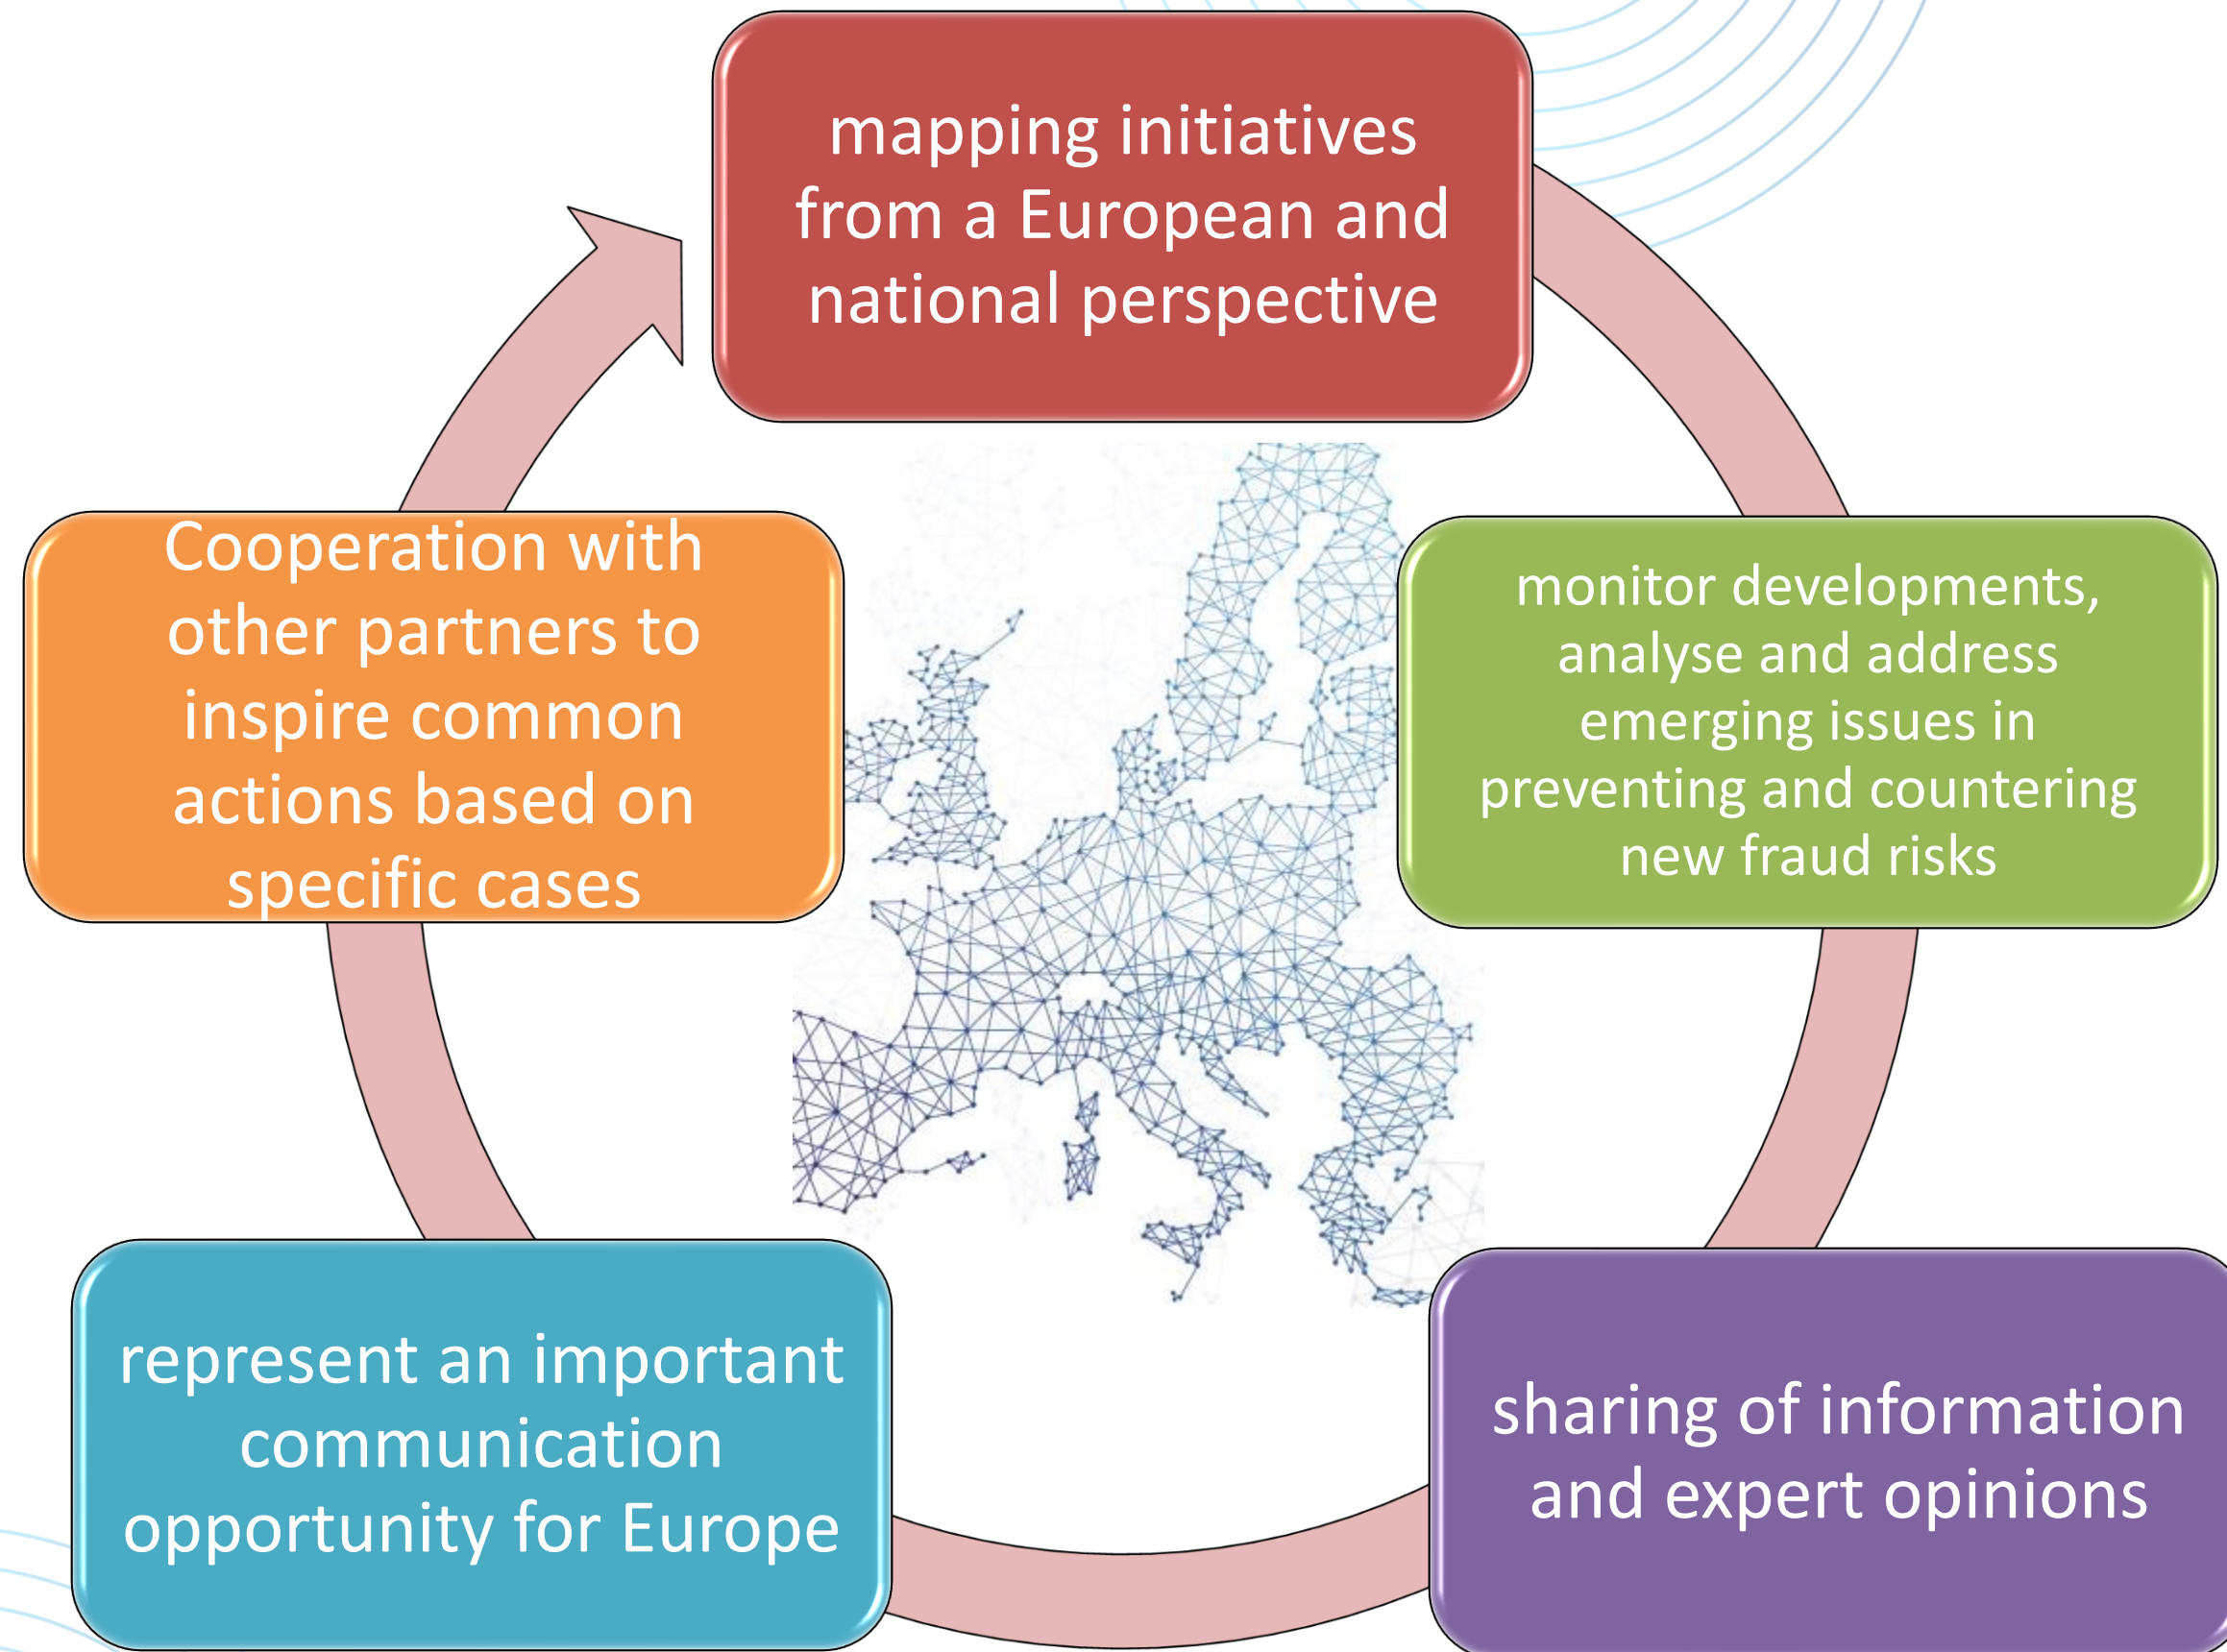 mapping initiatives
from a European and
national perspective
monitor developments,
analyse and address
emerging issues in
preventing and countering
new fraud risks
sharing of information
and expert opinions
represent an important
communication
opportunity for Europe
Cooperation with
other partners to
inspire common
actions based on
specific cases